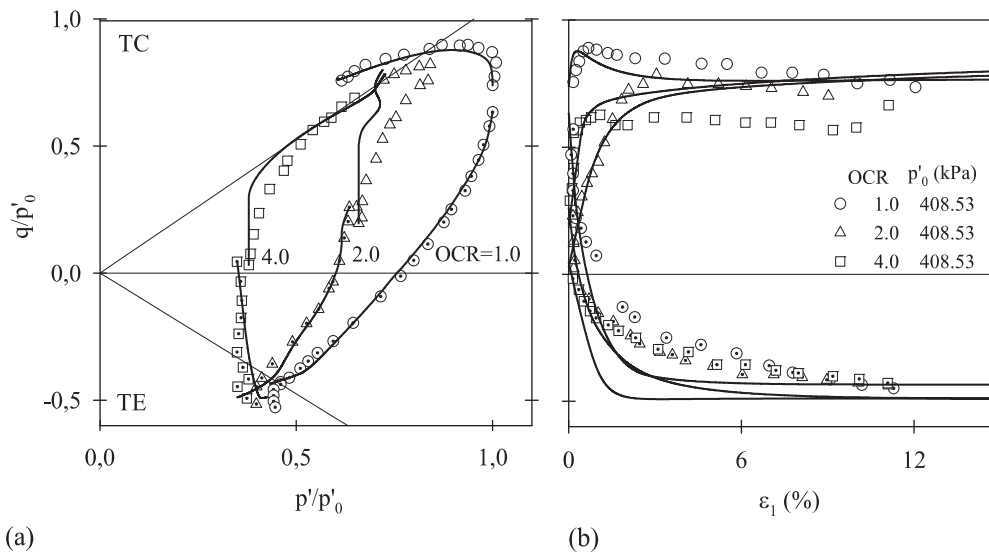 1,0
TC
0,5
q/p'0
0,0
4.0
2.0
OCR=1.0
-0,5
TE
0,0
0,5
1,0
p'/p'0
(a)
OCR p'0 (kPa)
1.0 408.53
2.0 408.53
4.0 408.53
0
6
12
ε1 (%)
(b)